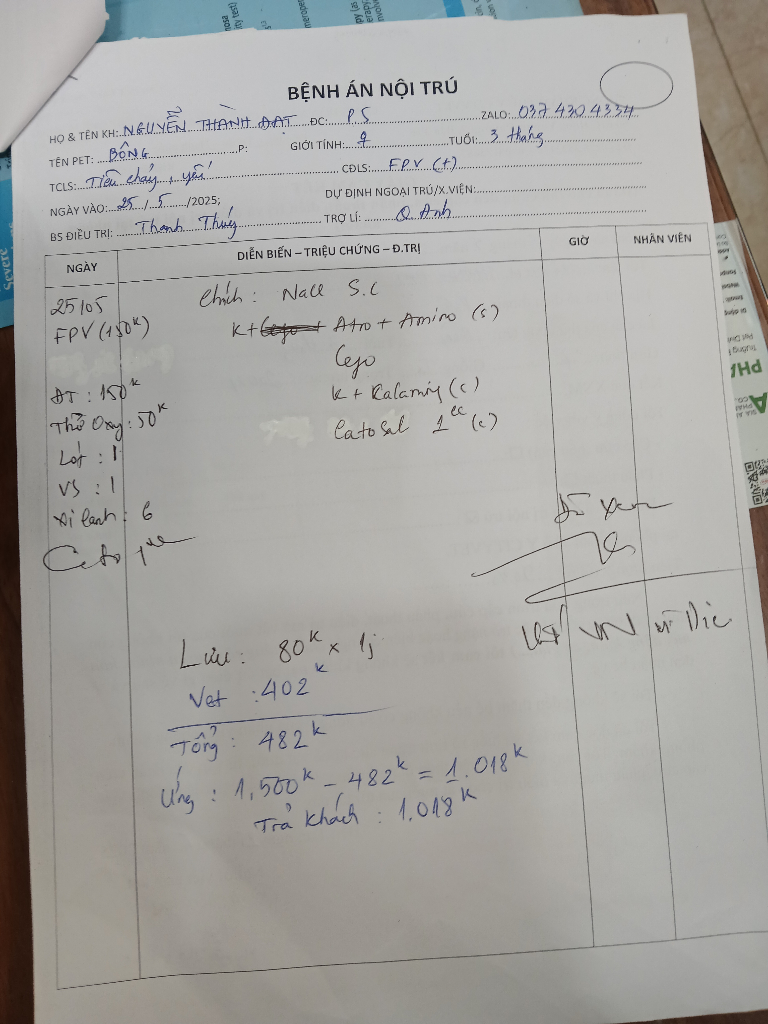 BỆNH ÁN NỘI TRÚ
HỌ & TÊN KH: NGUYỄN THÀNH ĐẠT ĐC: P5 ZALO: 037 430 4334
TÊN PET: BÔNG P: GIỚI TÍNH: ♀ TUỔI: 3 tháng
TCLS: Tiêu chảy, yếu CĐLS: FPV (+)
NGÀY VÀO: 25 / 5 /2025; DỰ ĐỊNH NGOẠI TRÚ/X.VIỆN:
BS ĐIỀU TRỊ: Thanh Thúy TRỢ LÍ: Q. Anh
NGÀY DIỄN BIẾN – TRIỆU CHỨNG – Đ.TRỊ GIỜ NHÂN VIÊN
25/05 Chích: Nacl S.C
FPV (150k) K+ Atro + Amino (c)
Cejo
ĐT : 150k K + Kalamin (c)
Thở Oxy: 50k Catosal 1cc (c)
Lót : 1
VS : 1
Xi lanh : 6
Lưu: 80k x 1j
Vet : 402k
Tổng : 482k
Ứng : 1,500k - 482k = 1.018k
Trả khách : 1.018k